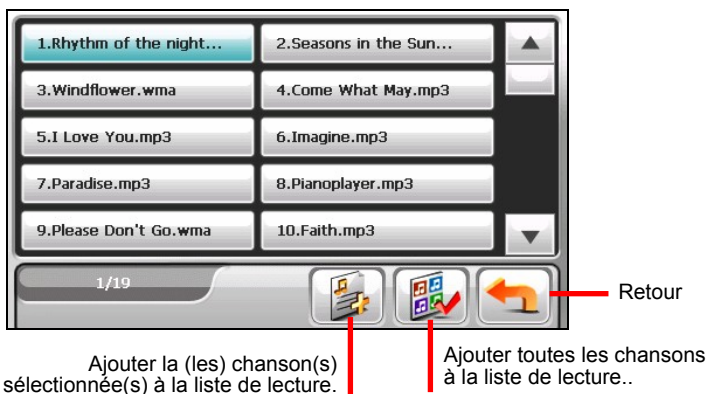 1.Rhythm of the night...
2.Seasons in the Sun...
3.Windflower.wma
4.Come What May.mp3
5.I Love You.mp3
6.Imagine.mp3
7.Paradise.mp3
8.Pianoplayer.mp3
9.Please Don't Go.wma
10.Faith.mp3
1/19
Retour
Ajouter la (les) chanson(s)
sélectionnée(s) à la liste de lecture.
Ajouter toutes les chansons
à la liste de lecture..